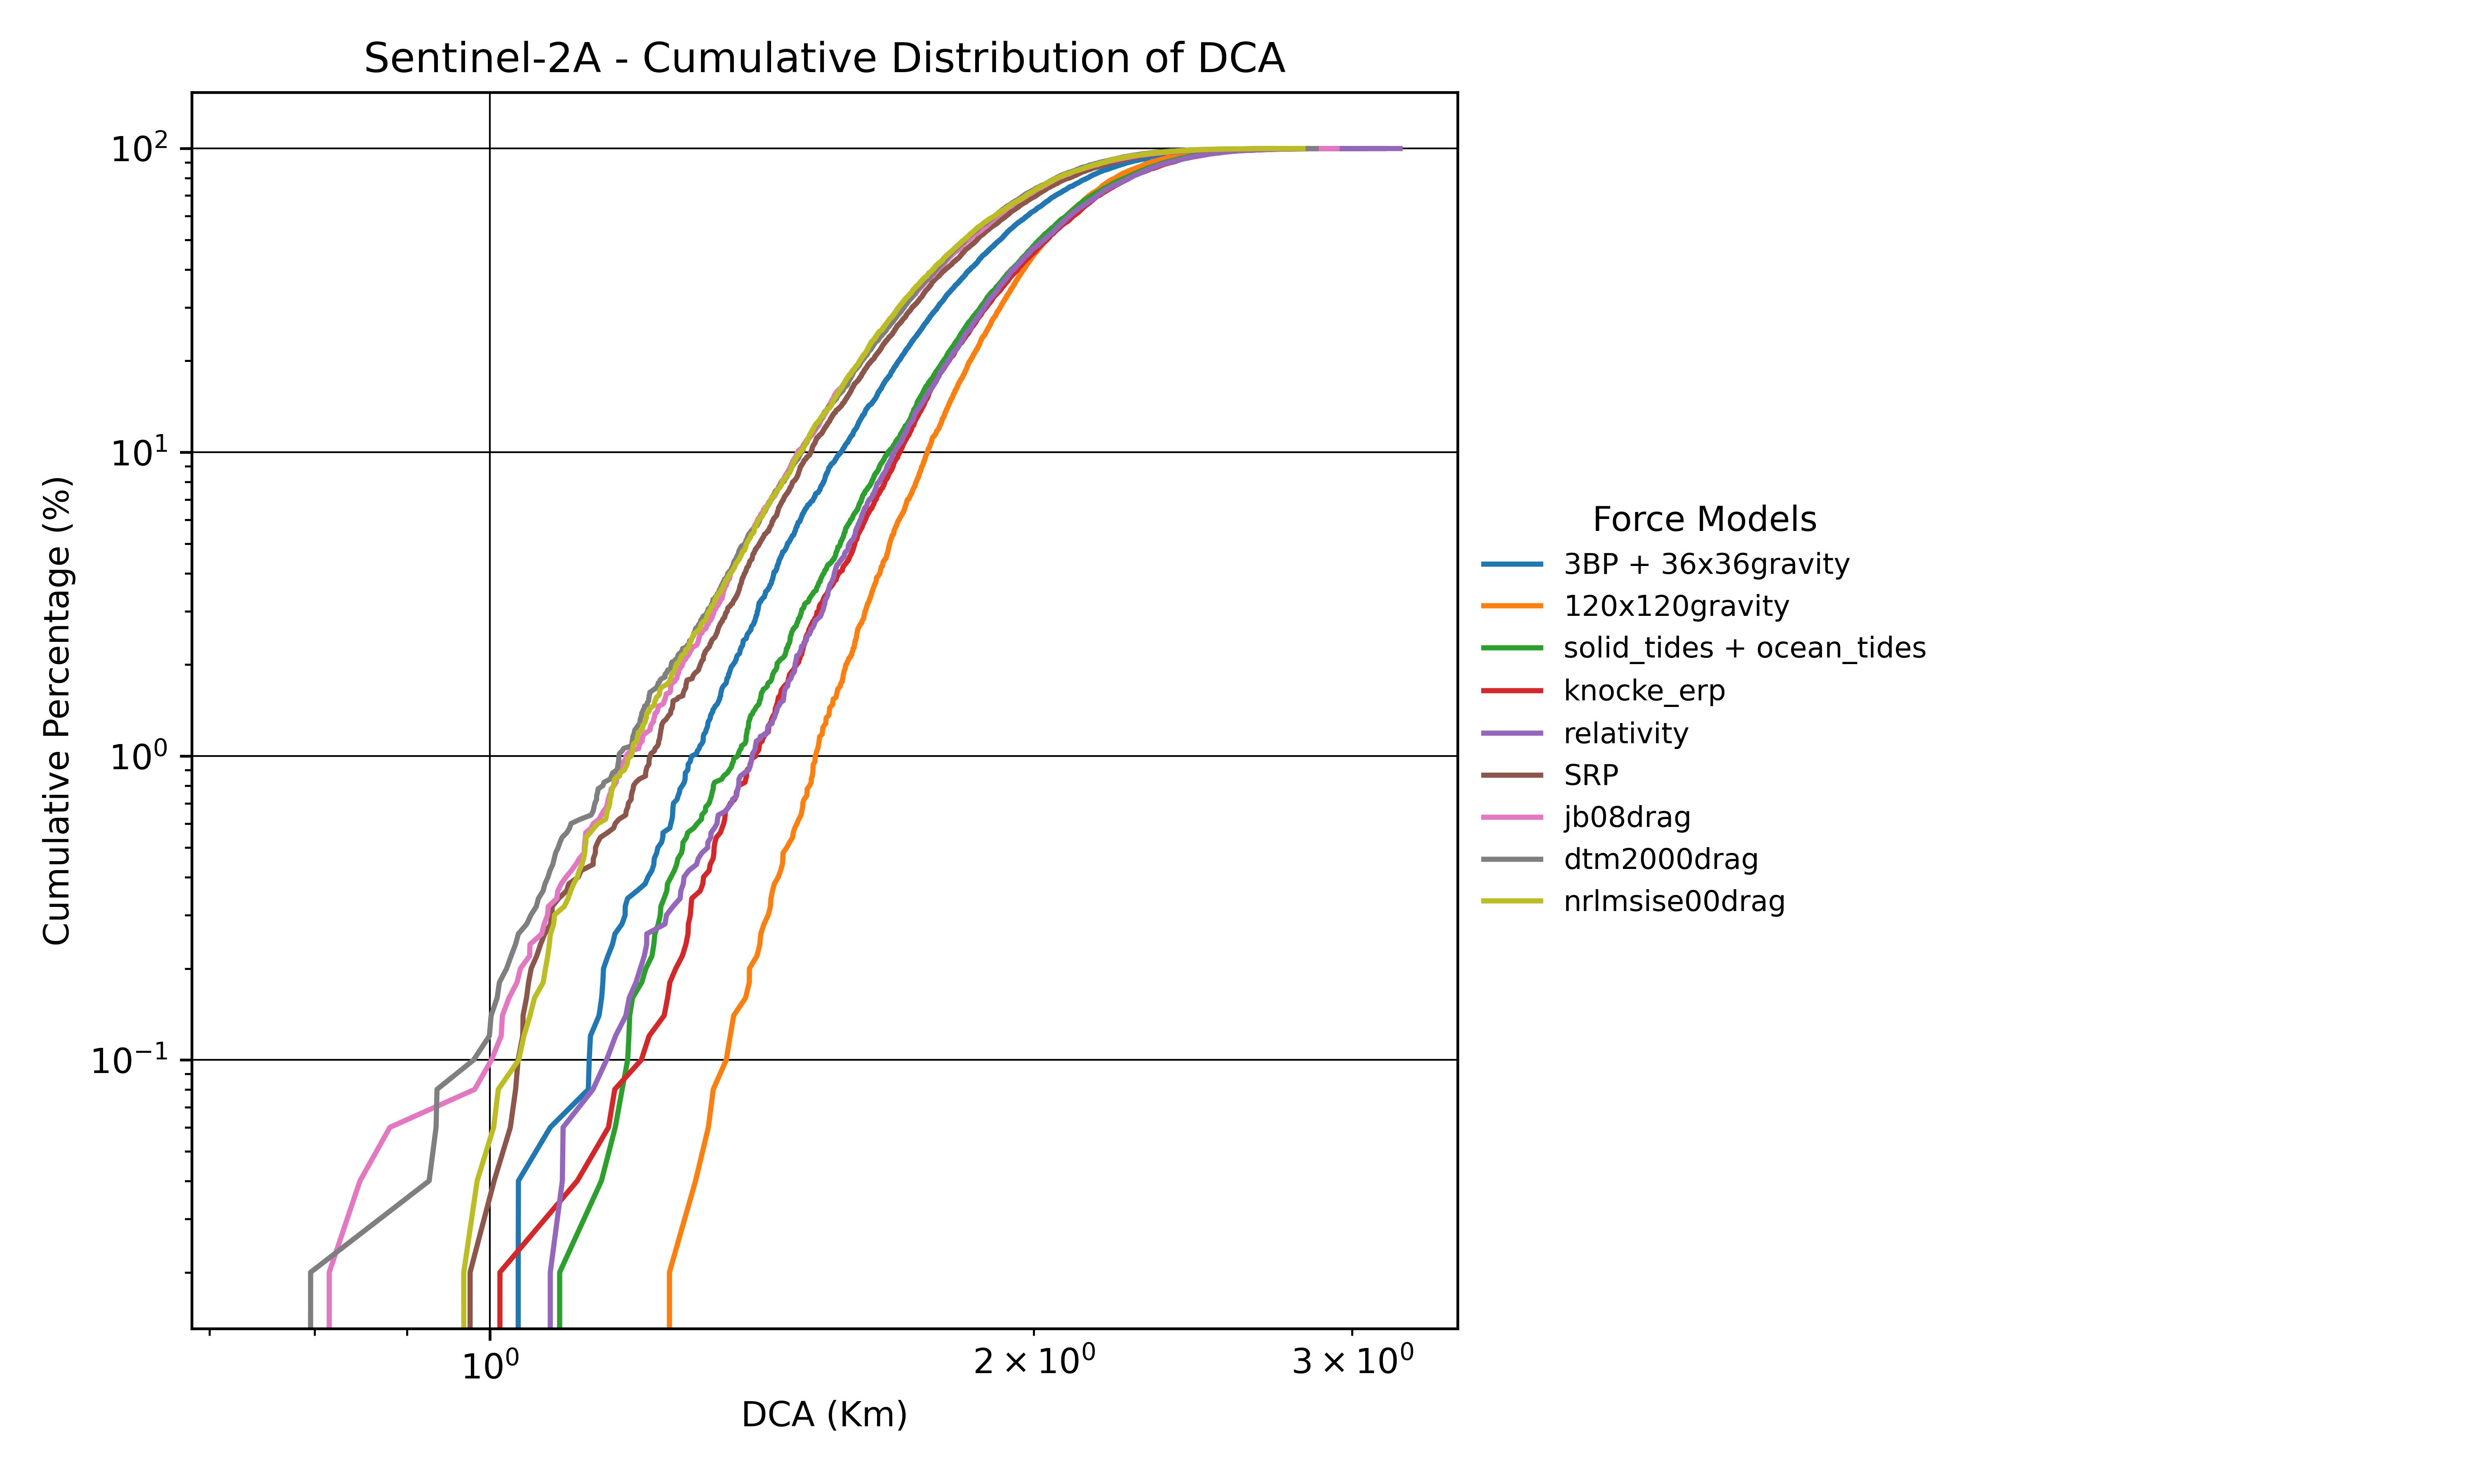 Sentinel-2A - Cumulative Distribution of DCA
Cumulative Percentage (%)
10²
10¹
10⁰
10⁻¹
10⁰
2 × 10⁰
3 × 10⁰
DCA (Km)
Force Models
3BP + 36x36gravity
120x120gravity
solid_tides + ocean_tides
knocke_erp
relativity
SRP
jb08drag
dtm2000drag
nrlmsise00drag